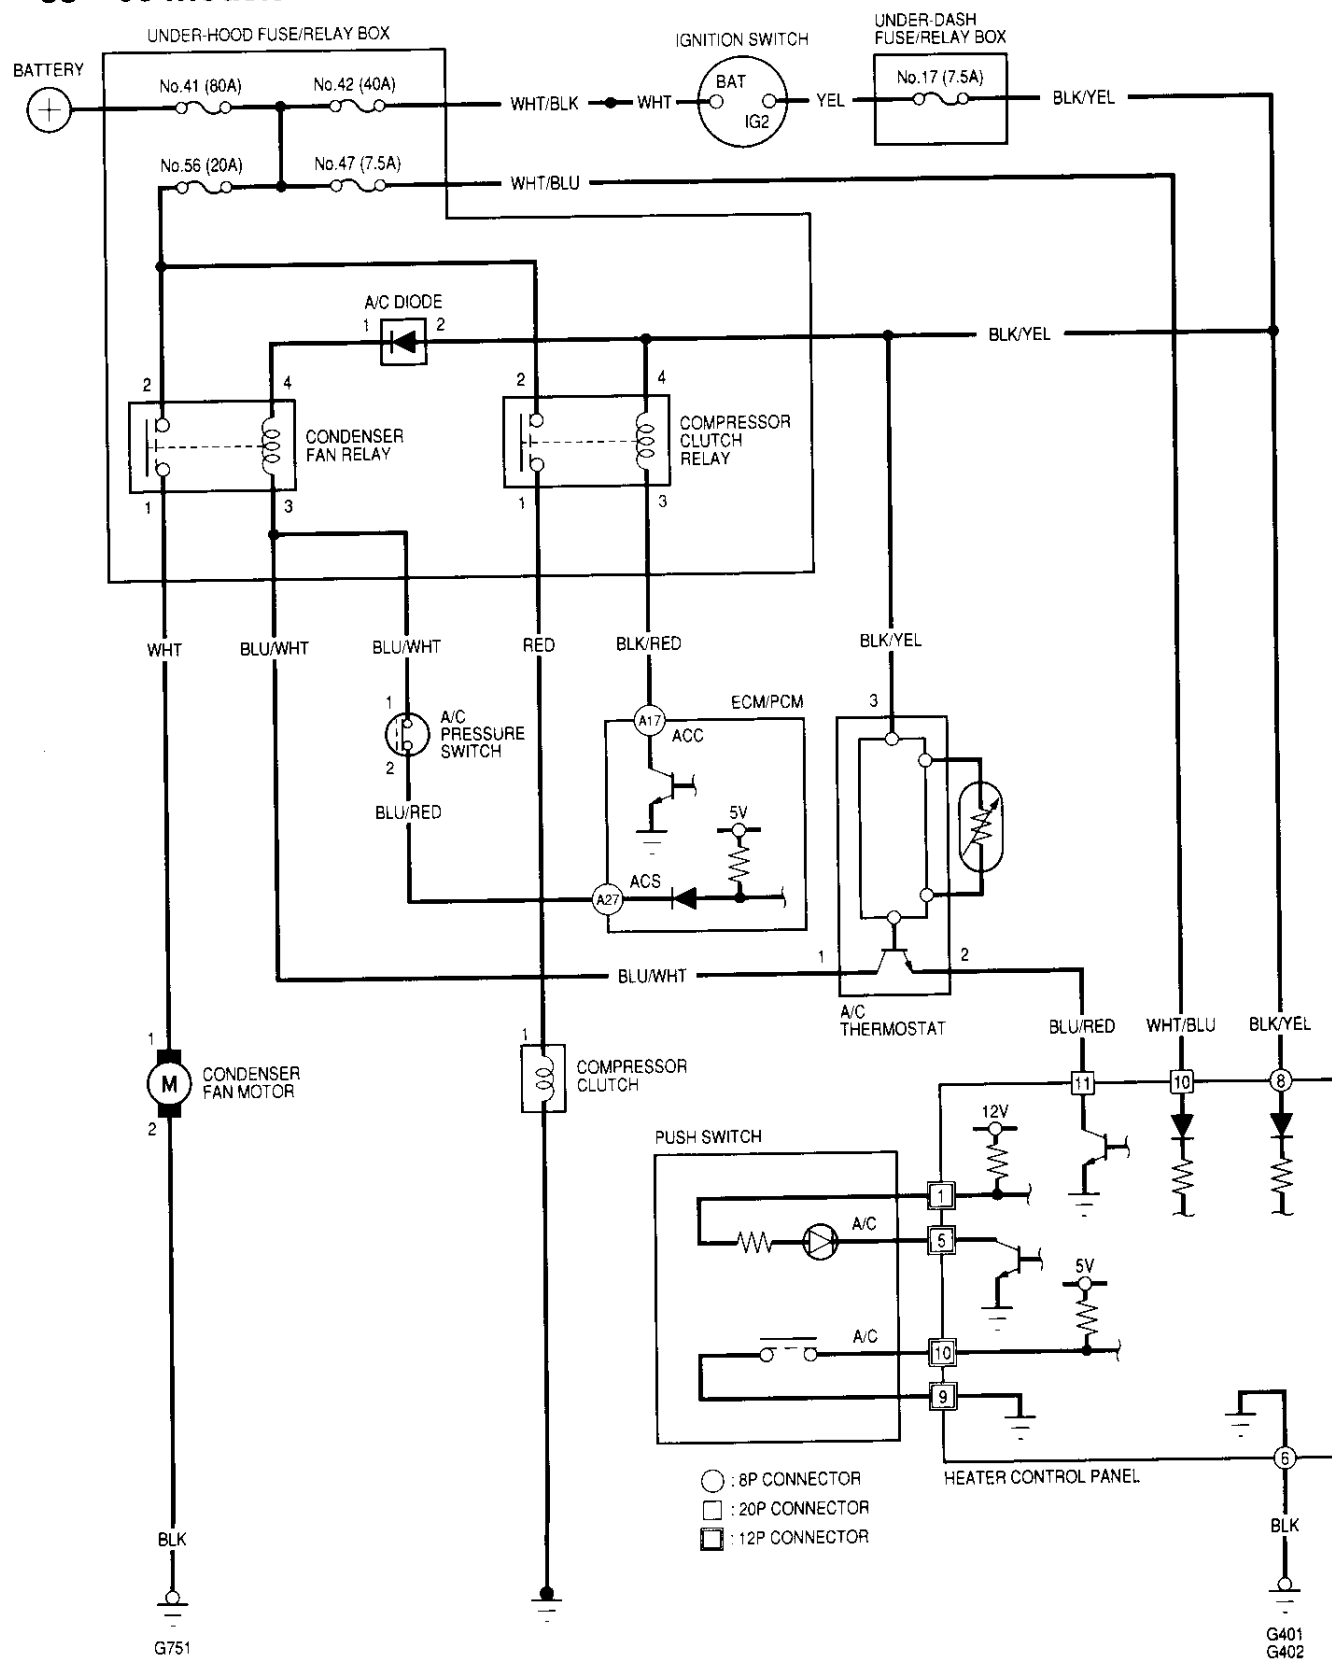 UNDER-HOOD FUSE/RELAY BOX
IGNITION SWITCH
UNDER-DASH
FUSE/RELAY BOX
BATTERY
No.41 (80A)
No.42 (40A)
WHT/BLK
WHT
BAT
IG2
YEL
No.17 (7.5A)
BLK/YEL
No.56 (20A)
No.47 (7.5A)
WHT/BLU
A/C DIODE
1
2
BLK/YEL
2
4
CONDENSER
FAN RELAY
1
3
2
4
COMPRESSOR
CLUTCH
RELAY
1
3
WHT
BLU/WHT
BLU/WHT
RED
BLK/RED
BLK/YEL
1
A/C
PRESSURE
SWITCH
2
BLU/RED
ECM/PCM
A17
ACC
5V
A27
ACS
3
BLU/WHT
1
2
A/C
THERMOSTAT
BLU/RED
WHT/BLU
BLK/YEL
1
M
CONDENSER
FAN MOTOR
2
1
COMPRESSOR
CLUTCH
11
10
8
PUSH SWITCH
12V
1
A/C
5
5V
A/C
10
9
6
HEATER CONTROL PANEL
: 8P CONNECTOR
: 20P CONNECTOR
: 12P CONNECTOR
BLK
G751
BLK
G401
G402